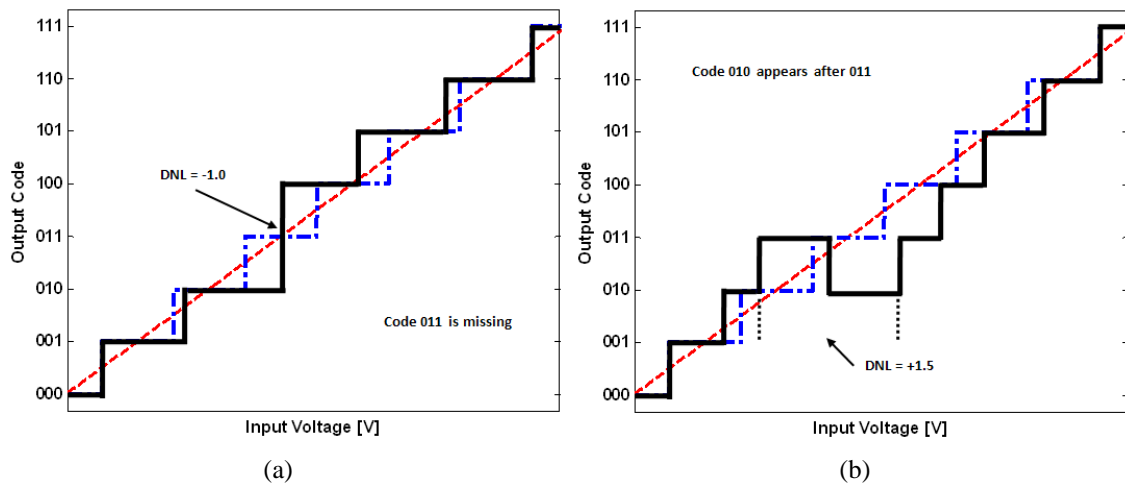 111
110
101
100
011
010
001
000
Output Code
DNL = -1.0
Code 011 is missing
Input Voltage [V]
(a)
111
110
101
100
011
010
001
000
Output Code
Code 010 appears after 011
DNL = +1.5
Input Voltage [V]
(b)